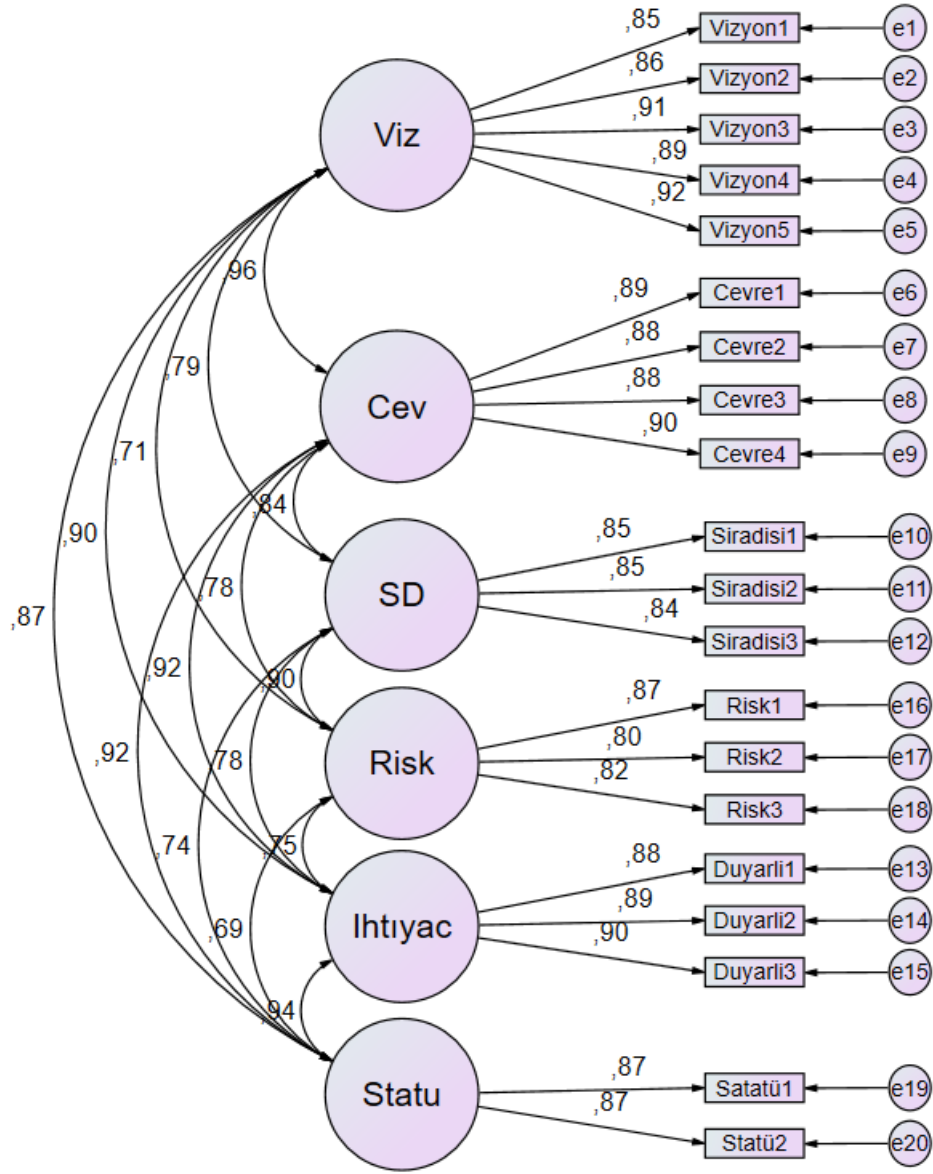 ,85
Vizyon1
e1
,86
Vizyon2
e2
,91
Vizyon3
e3
,89
Vizyon4
e4
,92
Vizyon5
e5
Viz
,96
,89
Cevre1
e6
,88
Cevre2
e7
,88
Cevre3
e8
,90
Cevre4
e9
Cev
,79
,71
,90
,87
,84
,85
Siradisi1
e10
,85
Siradisi2
e11
,84
Siradisi3
e12
SD
,78
,92
,92
,90
,87
Risk1
e16
,80
Risk2
e17
,82
Risk3
e18
Risk
,78
,74
,75
,88
Duyarli1
e13
,89
Duyarli2
e14
,90
Duyarli3
e15
Ihtıyac
,69
,94
,87
Satatü1
e19
,87
Statü2
e20
Statu